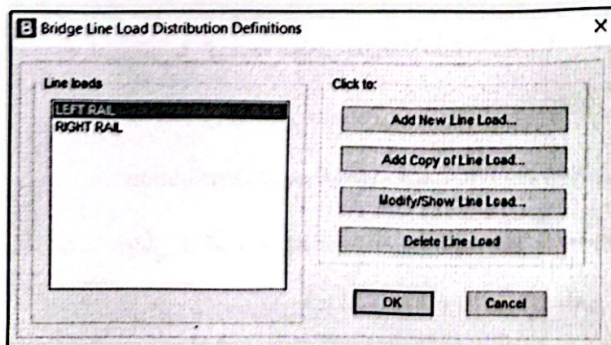 B Bridge Line Load Distribution Definitions
Line loads
LEFT RAIL
RIGHT RAIL
Click to:
Add New Line Load...
Add Copy of Line Load...
Modify/Show Line Load...
Delete Line Load
OK
Cancel